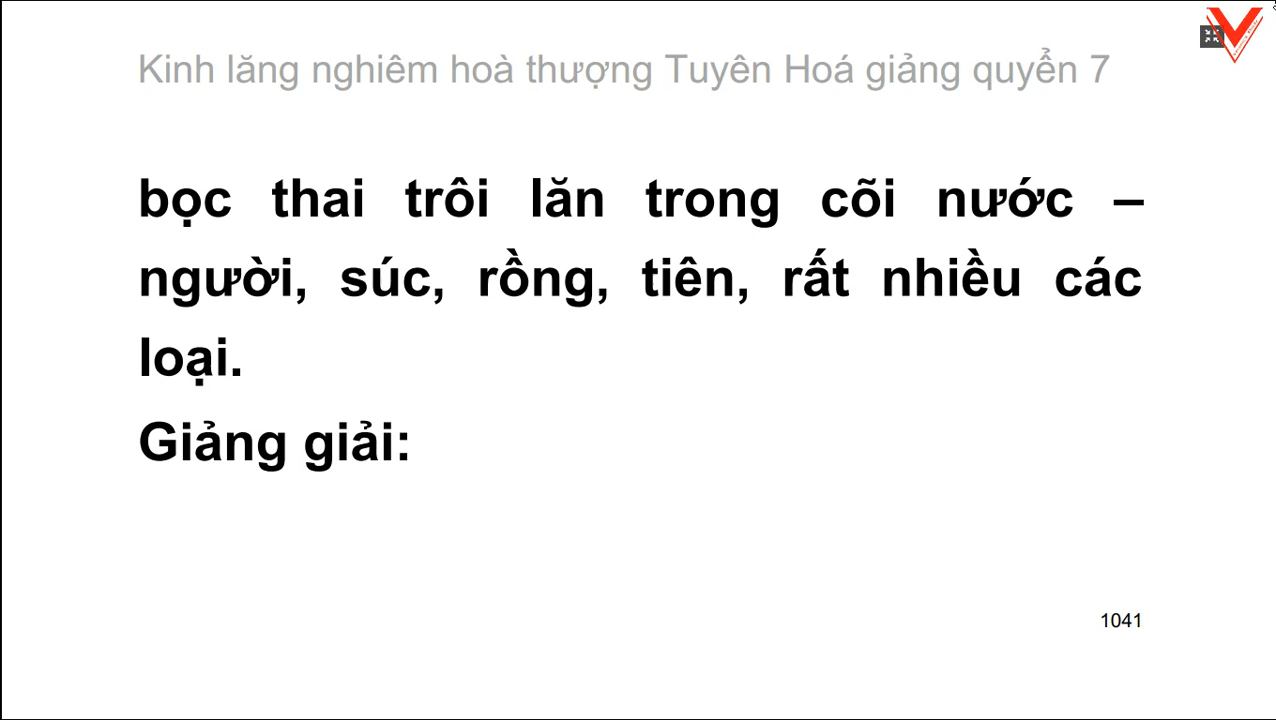 Kinh lăng nghiêm hoà thượng Tuyên Hoá giảng quyển 7
bọc thai trôi lăn trong cõi nước –
người, súc, rồng, tiên, rất nhiều các
loại.
Giảng giải:
1041